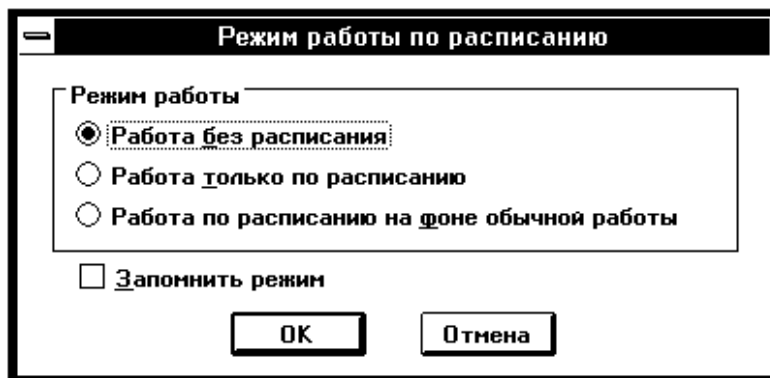 Режим работы по расписанию
Режим работы
Работа без расписания
Работа только по расписанию
Работа по расписанию на фоне обычной работы
Запомнить режим
OK
Отмена